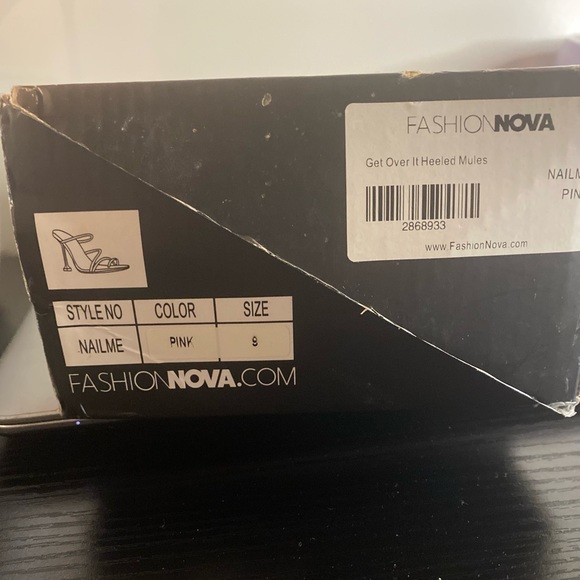 FASHIONNOVA
Get Over It Heeled Mules
2868933
www.FashionNova.com
STYLE NO COLOR SIZE
NAILME PINK 8
FASHIONNOVA.COM